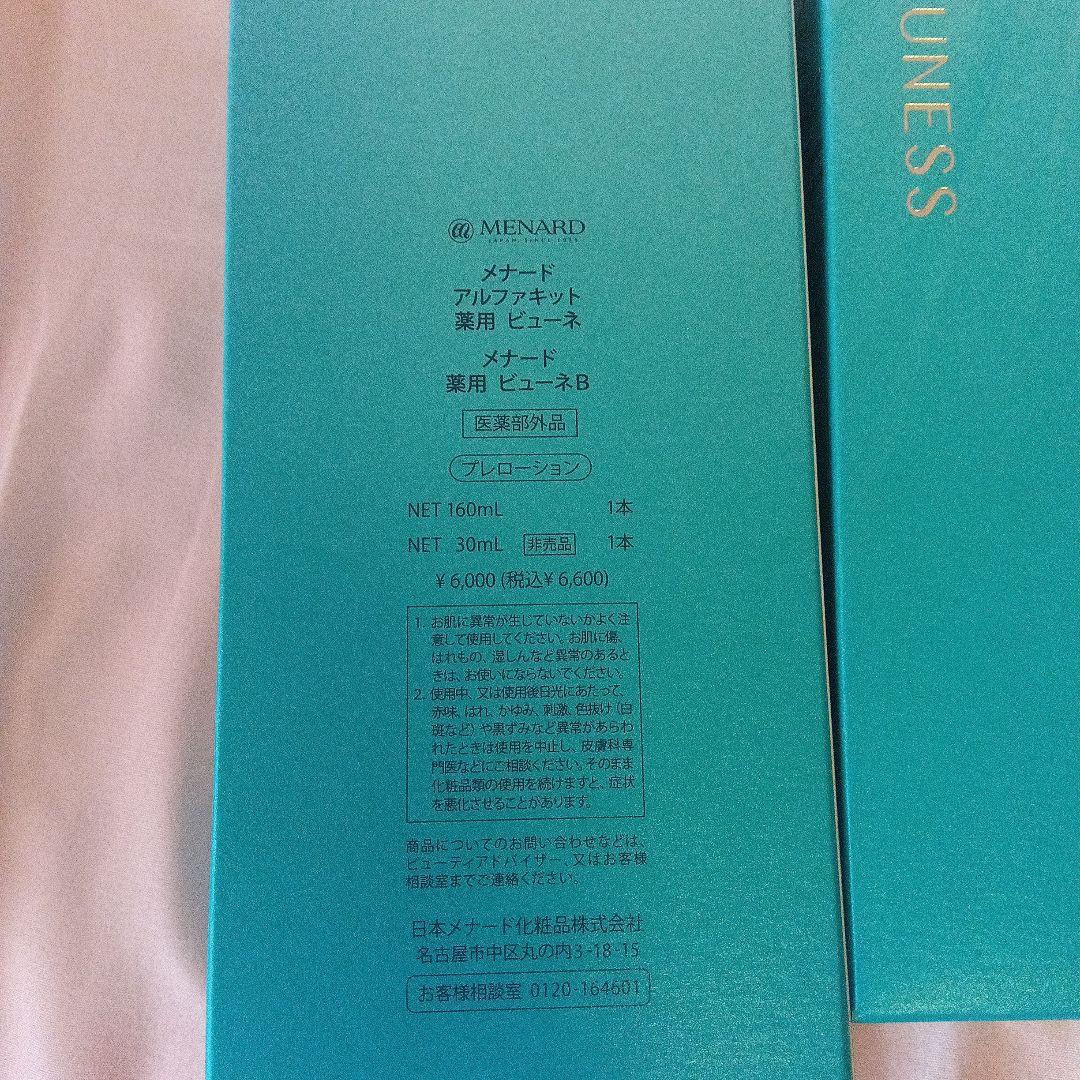 MENARD
JAPAN, SINCE 1959
メナード
アルファキット
薬用 ビューネ
メナード
薬用 ビューネB
医薬部外品
プレローション
NET 160mL 1本
NET 30mL 非売品 1本
¥6,000(税込¥6,600)
1. お肌に異常が生じていないかよく注
意して使用してください。お肌に傷、
はれもの、湿しんなど異常のあると
きは、お使いにならないでください。
2. 使用中、又は使用後日光にあたって、
赤味、はれ、かゆみ、刺激、色抜け(白
斑など)や黒ずみなど異常があらわ
れたときは使用を中止し、皮膚科専
門医などにご相談ください。そのまま
化粧品類の使用を続けますと、症状
を悪化させることがあります。
商品についてのお問い合わせなどは、
ビューティアドバイザー、又はお客様
相談室までご連絡ください。
日本メナード化粧品株式会社
名古屋市中区丸の内3-18-15
お客様相談室 0120-164601
UNESS